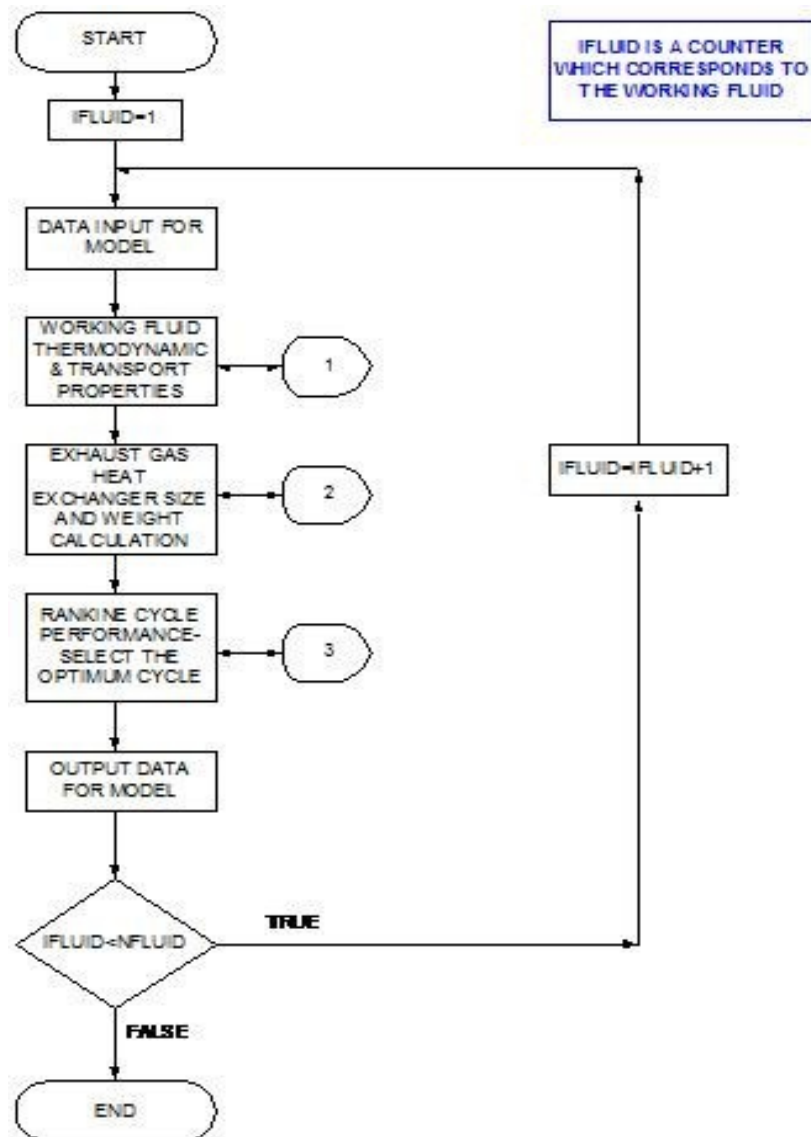 START
IFLUID IS A COUNTER
WHICH CORRESPONDS TO
THE WORKING FLUID
IFLUID=1
DATA INPUT FOR
MODEL
WORKING FLUID
THERMODYNAMIC
& TRANSPORT
PROPERTIES
1
EXHAUST GAS
HEAT
EXCHANGER SIZE
AND WEIGHT
CALCULATION
2
IFLUID=IFLUID+1
RANKINE CYCLE
PERFORMANCE-
SELECT THE
OPTIMUM CYCLE
3
OUTPUT DATA
FOR MODEL
IFLUID<NFLUID
TRUE
FALSE
END